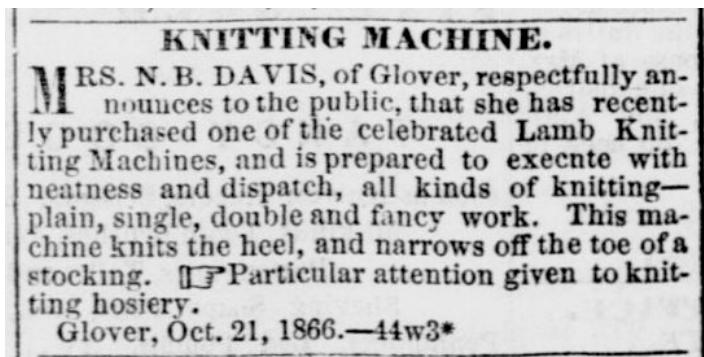 KNITTING MACHINE.
MRS. N. B. DAVIS, of Glover, respectfully an-
nounces to the public, that she has recent-
ly purchased one of the celebrated Lamb Knit-
ting Machines, and is prepared to execnte with
neatness and dispatch, all kinds of knitting—
plain, single, double and fancy work. This ma-
chine knits the heel, and narrows off the toe of a
stocking. ☞Particular attention given to knit-
ting hosiery.
Glover, Oct. 21, 1866.—44w3*